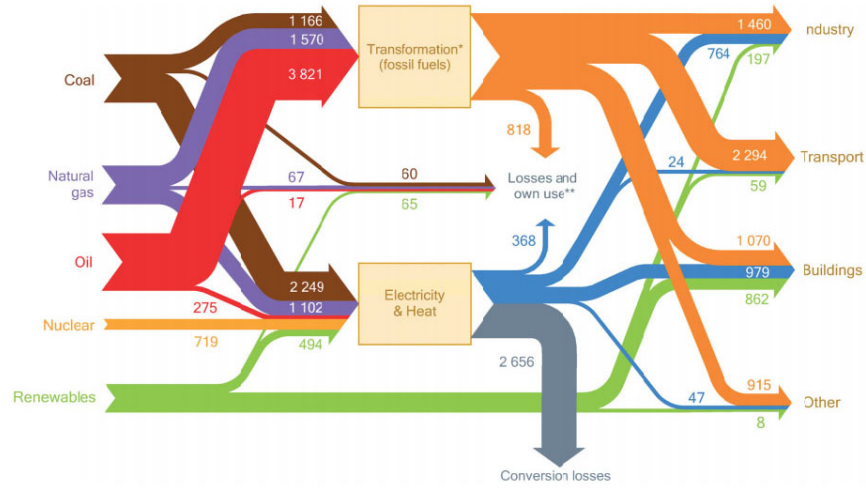 1 166
1 570
3 821
Transformation*
(fossil fuels)
1 460
Industry
764
197
Coal
818
2 294
Transport
24
59
Natural
gas
67
60
17
65
Losses and
own use**
368
1 070
Buildings
979
862
Oil
2 249
1 102
275
Electricity
& Heat
Nuclear
719
494
2 656
Renewables
915
Other
47
8
Conversion losses